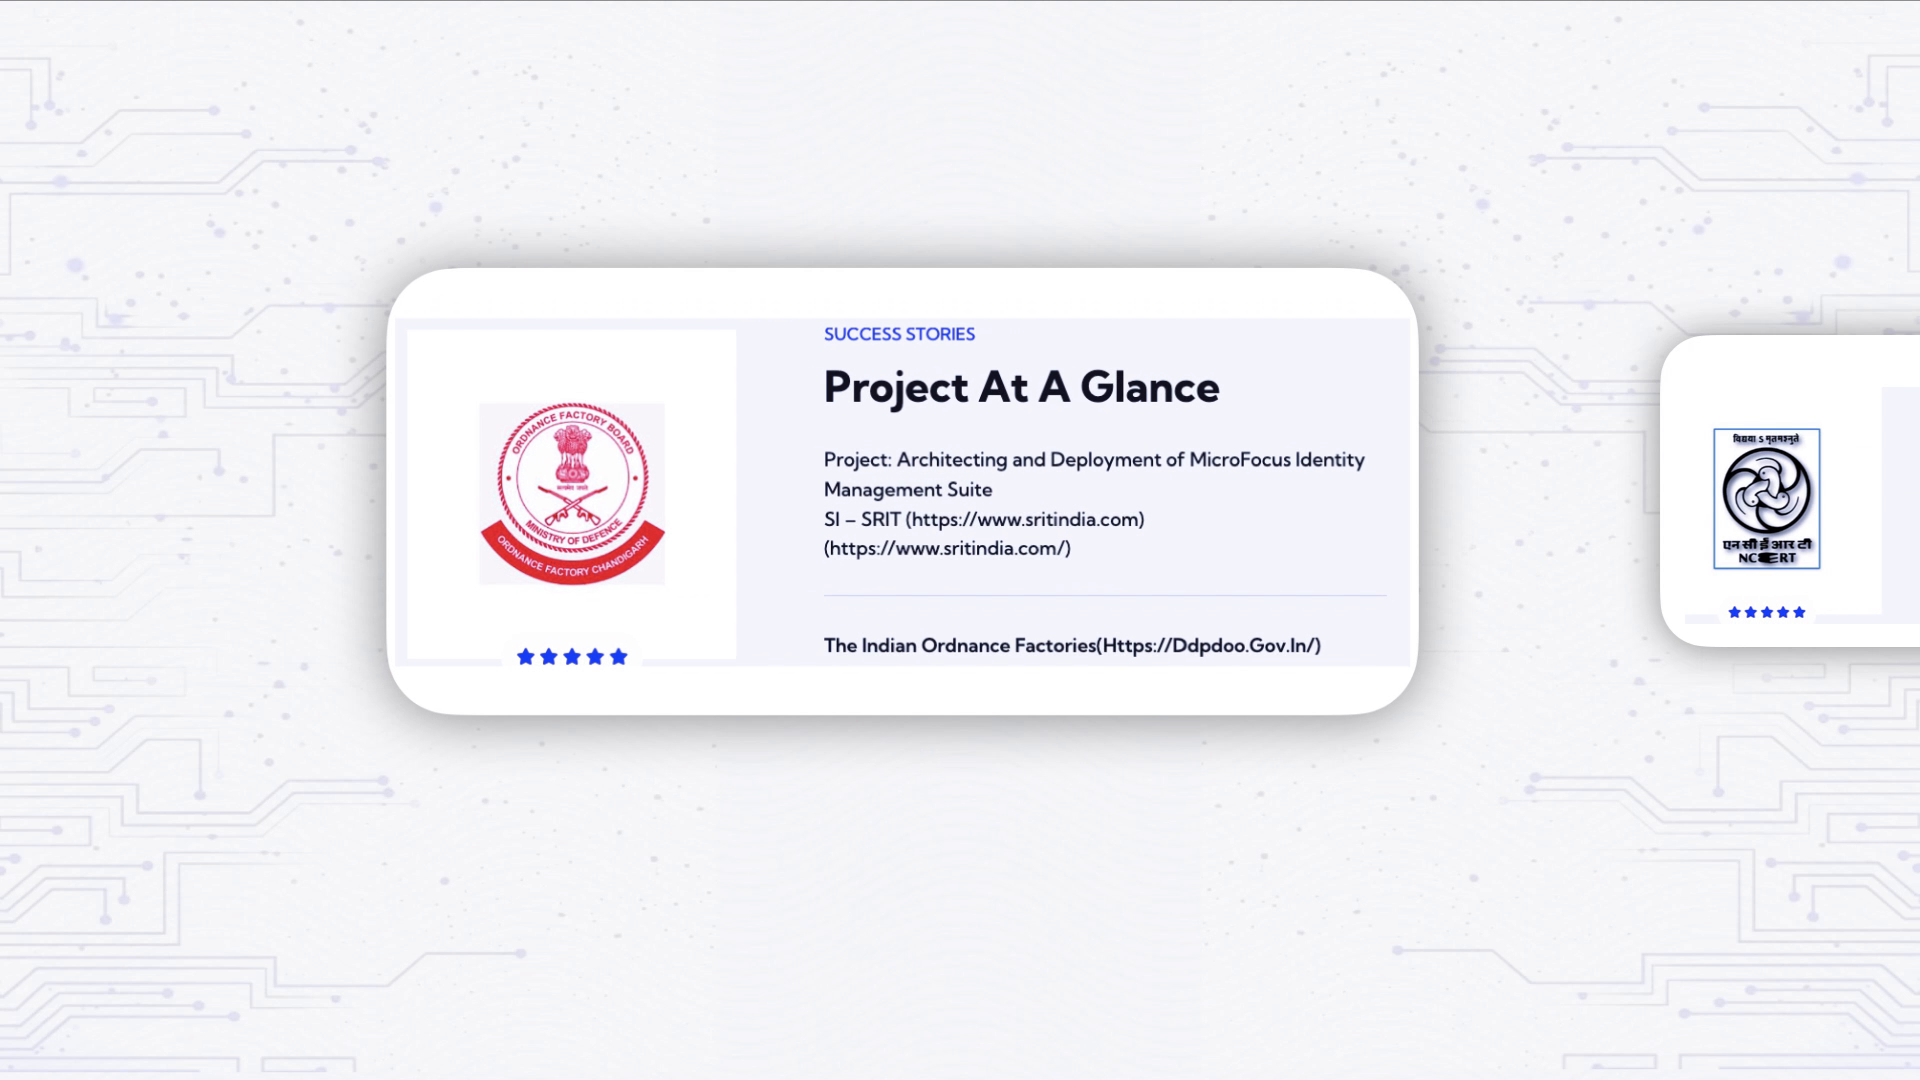 SUCCESS STORIES
Project At A Glance
Project: Architecting and Deployment of MicroFocus Identity
Management Suite
SI – SRIT (https://www.sritindia.com)
(https://www.sritindia.com/)
The Indian Ordnance Factories(Https://Ddpdoo.Gov.In/)
ORDNANCE FACTORY BOARD
सत्यमेव जयते
MINISTRY OF DEFENCE
ORDNANCE FACTORY CHANDIGARH
विद्यया ऽ मृतमश्नुते
एन सी ई आर टी
NCERT